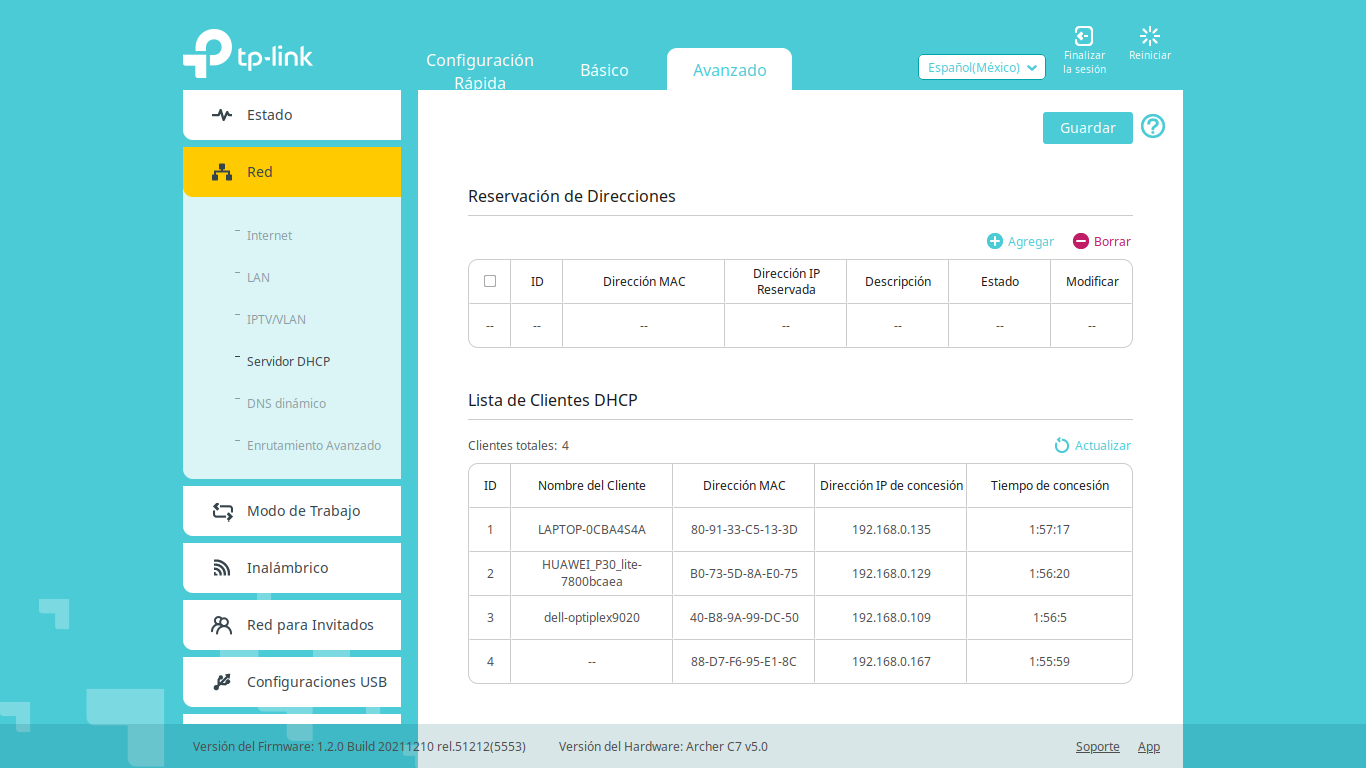 tp-link
Configuración
Rápida
Básico
Avanzado
Español(México)
Finalizar
la sesión
Reiniciar
Estado
Red
Internet
LAN
IPTV/VLAN
Servidor DHCP
DNS dinámico
Enrutamiento Avanzado
Modo de Trabajo
Inalámbrico
Red para Invitados
Configuraciones USB
Guardar
Reservación de Direcciones
Agregar Borrar
ID Dirección MAC Dirección IP Reservada Descripción Estado Modificar
-- -- -- -- -- -- --
Lista de Clientes DHCP
Clientes totales: 4 Actualizar
ID Nombre del Cliente Dirección MAC Dirección IP de concesión Tiempo de concesión
1 LAPTOP-0CBA4S4A 80-91-33-C5-13-3D 192.168.0.135 1:57:17
2 HUAWEI_P30_lite-7800bcaea B0-73-5D-8A-E0-75 192.168.0.129 1:56:20
3 dell-optiplex9020 40-B8-9A-99-DC-50 192.168.0.109 1:56:5
4 -- 88-D7-F6-95-E1-8C 192.168.0.167 1:55:59
Versión del Firmware: 1.2.0 Build 20211210 rel.51212(5553) Versión del Hardware: Archer C7 v5.0 Soporte App